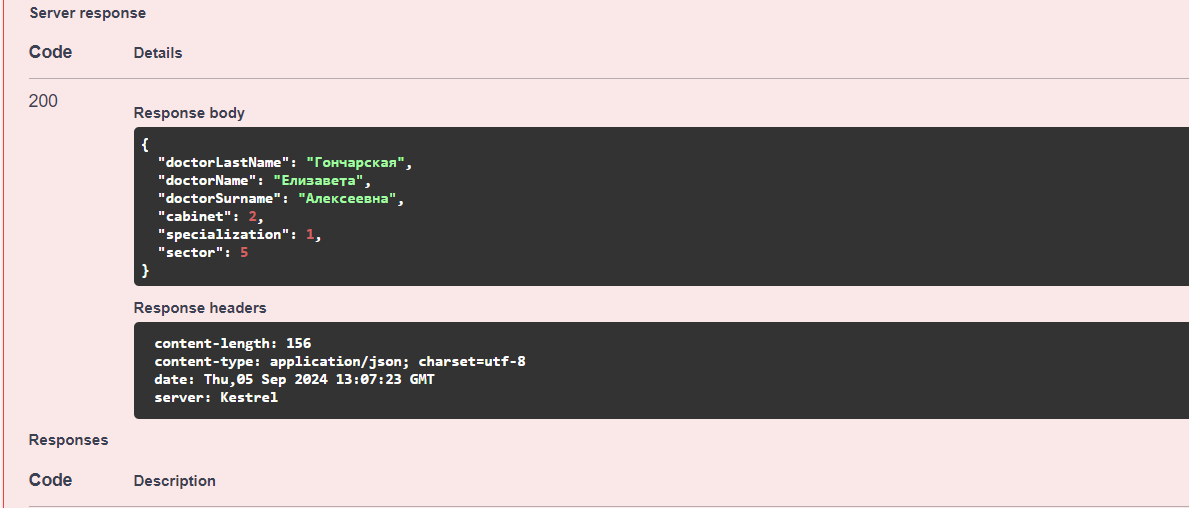 Server response
Code Details
200
Response body
{
"doctorLastName": "Гончарская",
"doctorName": "Елизавета",
"doctorSurname": "Алексеевна",
"cabinet": 2,
"specialization": 1,
"sector": 5
}
Response headers
content-length: 156
content-type: application/json; charset=utf-8
date: Thu,05 Sep 2024 13:07:23 GMT
server: Kestrel
Responses
Code Description